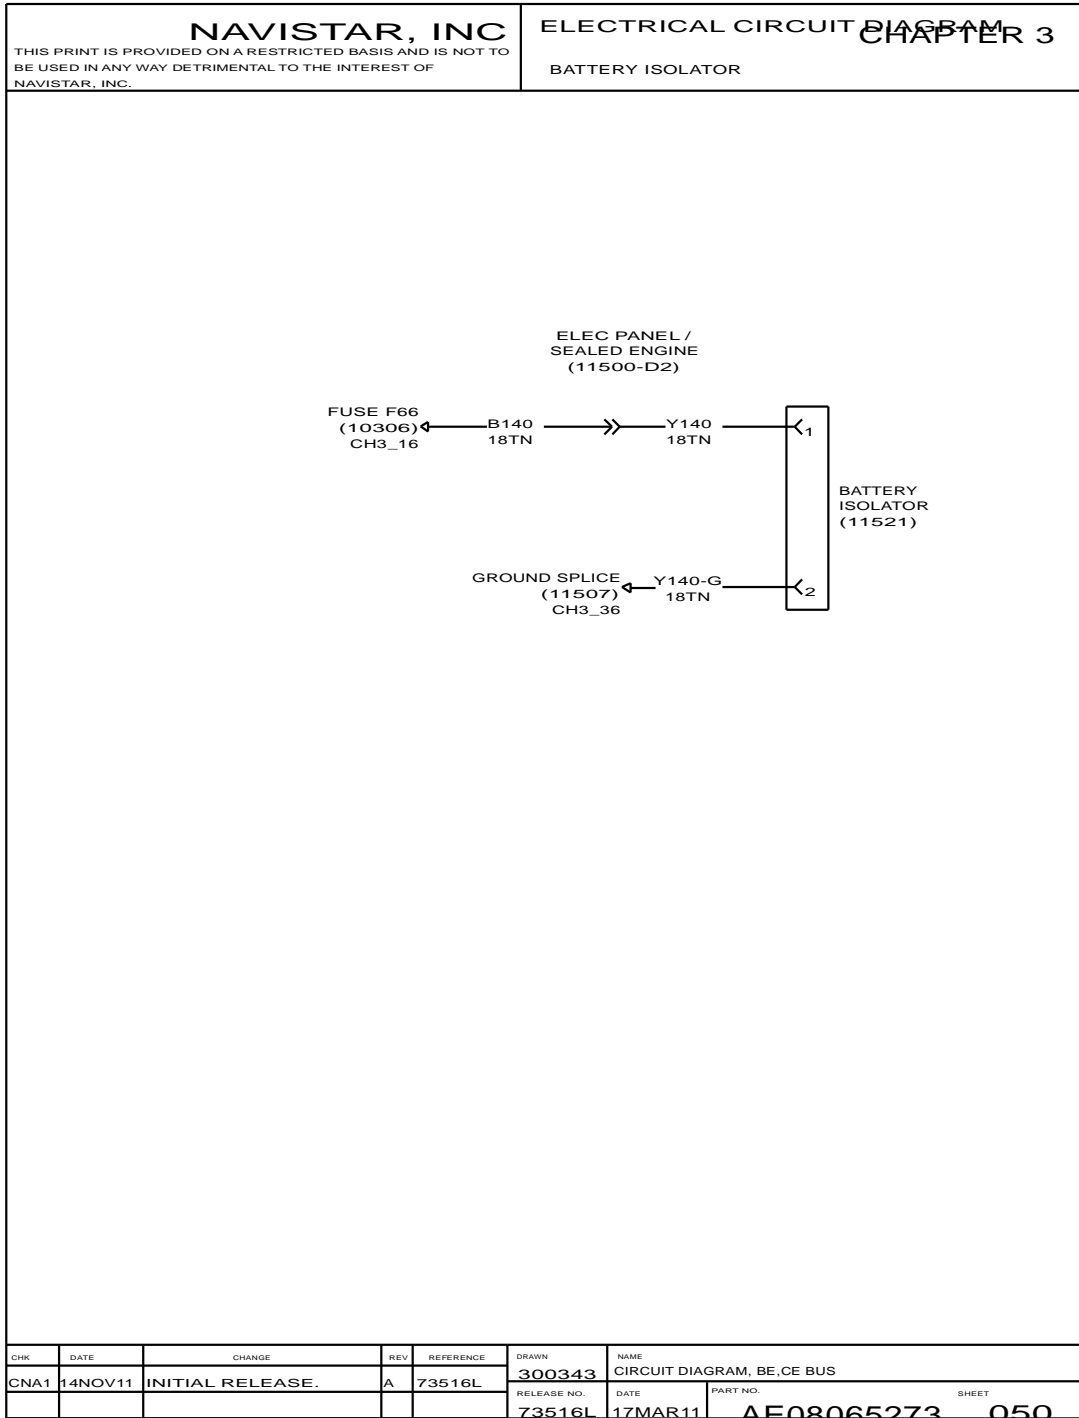 NAVISTAR, INC
THIS PRINT IS PROVIDED ON A RESTRICTED BASIS AND IS NOT TO
BE USED IN ANY WAY DETRIMENTAL TO THE INTEREST OF
NAVISTAR, INC.
ELECTRICAL CIRCUIT DIAGRAM
CHAPTER 3
BATTERY ISOLATOR
ELEC PANEL /
SEALED ENGINE
(11500-D2)
FUSE F66
(10306)
CH3_16
B140
18TN
Y140
18TN
1
BATTERY
ISOLATOR
(11521)
GROUND SPLICE
(11507)
CH3_36
Y140-G
18TN
2
CHK DATE CHANGE REV REFERENCE
CNA1 14NOV11 INITIAL RELEASE. A 73516L
DRAWN
300343
NAME
CIRCUIT DIAGRAM, BE,CE BUS
RELEASE NO.
73516L
DATE
17MAR11
PART NO.
AE08065273
SHEET
050